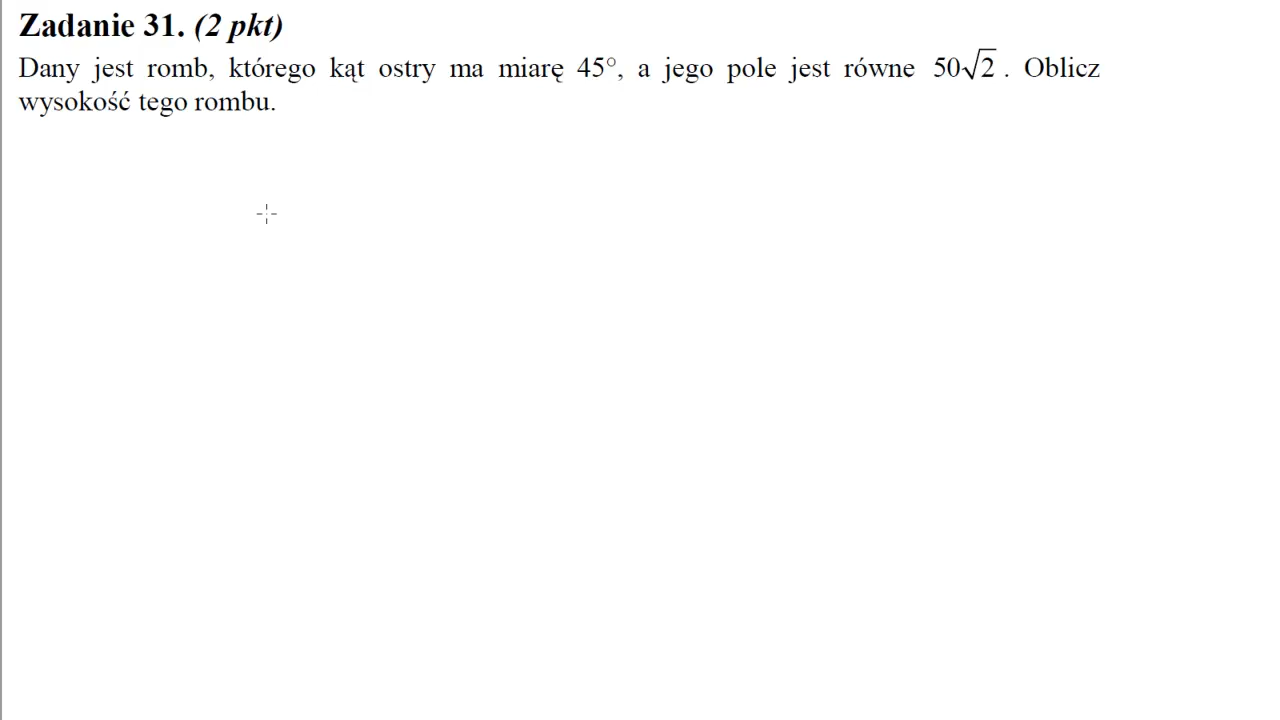 Zadanie 31. (2 pkt)
Dany jest romb, którego kąt ostry ma miarę 45°, a jego pole jest równe 50√2 . Oblicz
wysokość tego rombu.